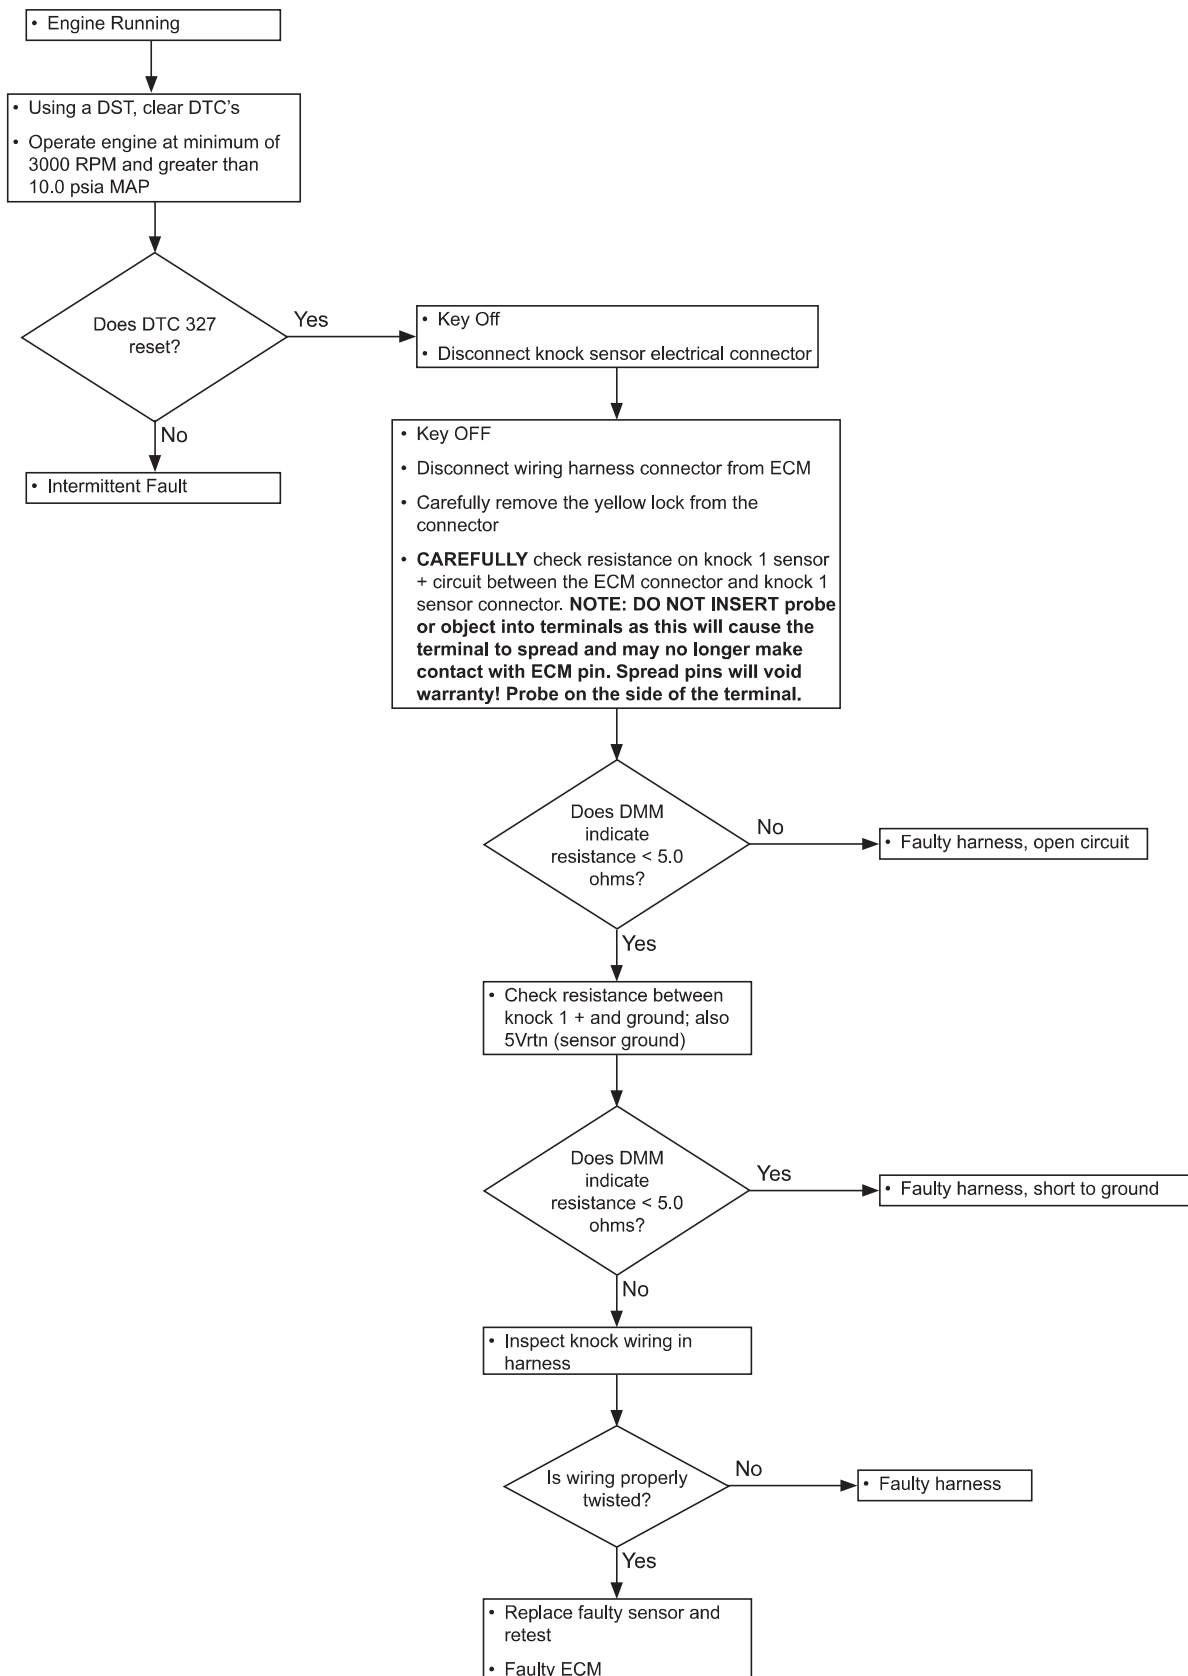 • Engine Running
• Using a DST, clear DTC's
• Operate engine at minimum of
3000 RPM and greater than
10.0 psia MAP
Does DTC 327
reset?
Yes
• Key Off
• Disconnect knock sensor electrical connector
No
• Intermittent Fault
• Key OFF
• Disconnect wiring harness connector from ECM
• Carefully remove the yellow lock from the
connector
• CAREFULLY check resistance on knock 1 sensor
+ circuit between the ECM connector and knock 1
sensor connector. NOTE: DO NOT INSERT probe
or object into terminals as this will cause the
terminal to spread and may no longer make
contact with ECM pin. Spread pins will void
warranty! Probe on the side of the terminal.
Does DMM
indicate
resistance < 5.0
ohms?
No
• Faulty harness, open circuit
Yes
• Check resistance between
knock 1 + and ground; also
5Vrtn (sensor ground)
Does DMM
indicate
resistance < 5.0
ohms?
Yes
• Faulty harness, short to ground
No
• Inspect knock wiring in
harness
Is wiring properly
twisted?
No
• Faulty harness
Yes
• Replace faulty sensor and
retest
• Faulty ECM